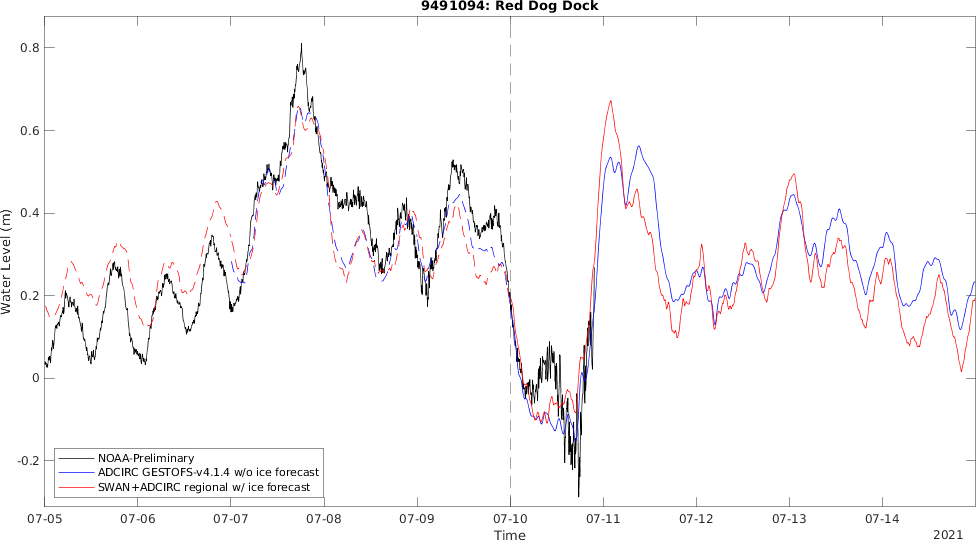 9491094: Red Dog Dock
Water Level (m)
0.8
0.6
0.4
0.2
0
-0.2
NOAA-Preliminary
ADCIRC GESTOFS-v4.1.4 w/o ice forecast
SWAN+ADCIRC regional w/ ice forecast
07-05 07-06 07-07 07-08 07-09 07-10 07-11 07-12 07-13 07-14
Time
2021